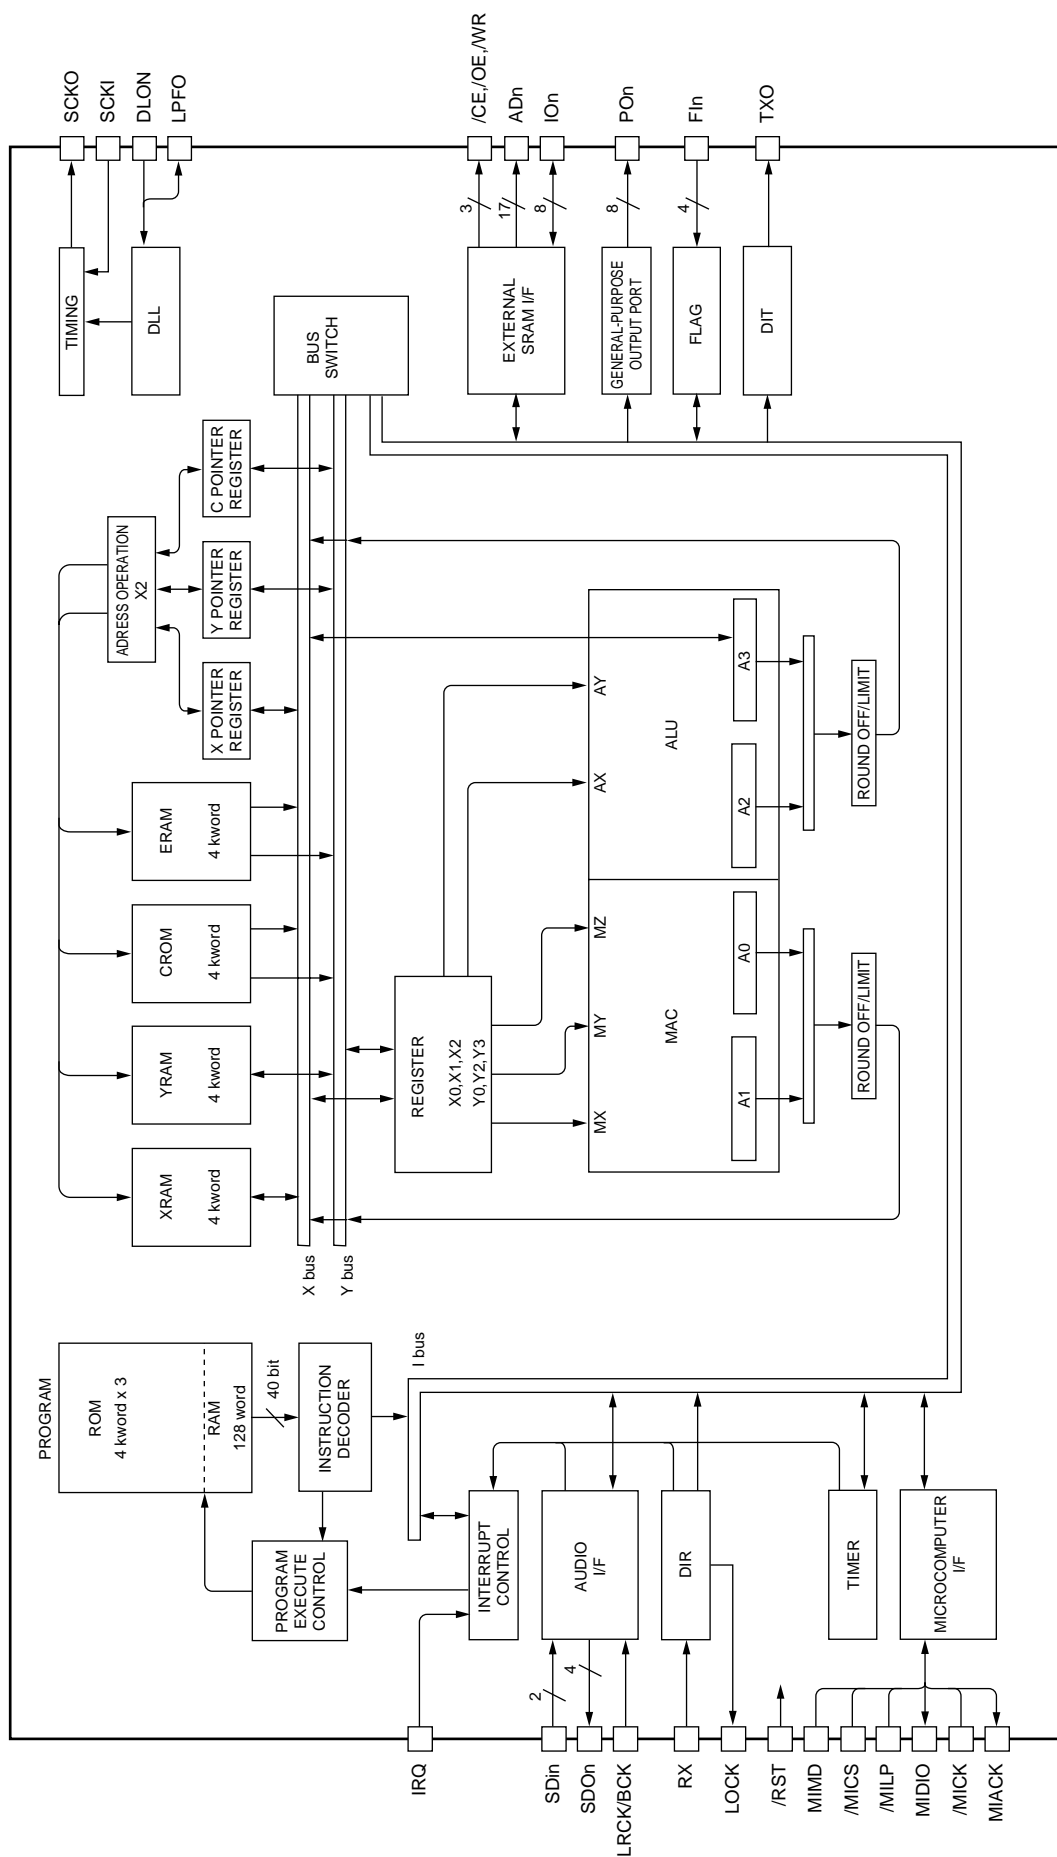 SCKO
SCKI
DLON
LPFO
/CE,/OE,/WR
ADn
IOn
POn
FIn
TXO
3
17
8
8
4
TIMING
DLL
BUS
SWITCH
EXTERNAL
SRAM I/F
GENERAL-PURPOSE
OUTPUT PORT
FLAG
DIT
ADRESS OPERATION
X2
C POINTER
REGISTER
Y POINTER
REGISTER
X POINTER
REGISTER
ERAM
4 kword
CROM
4 kword
YRAM
4 kword
XRAM
4 kword
X bus
Y bus
REGISTER
X0,X1,X2
Y0,Y2,Y3
AY
AX
ALU
A3
A2
MZ
MY
MX
MAC
A0
A1
ROUND OFF/LIMIT
ROUND OFF/LIMIT
PROGRAM
ROM
4 kword x 3
RAM
128 word
40 bit
INSTRUCTION
DECODER
I bus
PROGRAM
EXECUTE
CONTROL
INTERRUPT
CONTROL
AUDIO
I/F
DIR
TIMER
MICROCOMPUTER
I/F
2
4
IRQ
SDin
SDOn
LRCK/BCK
RX
LOCK
/RST
MIMD
/MICS
/MILP
MIDIO
/MICK
MIACK